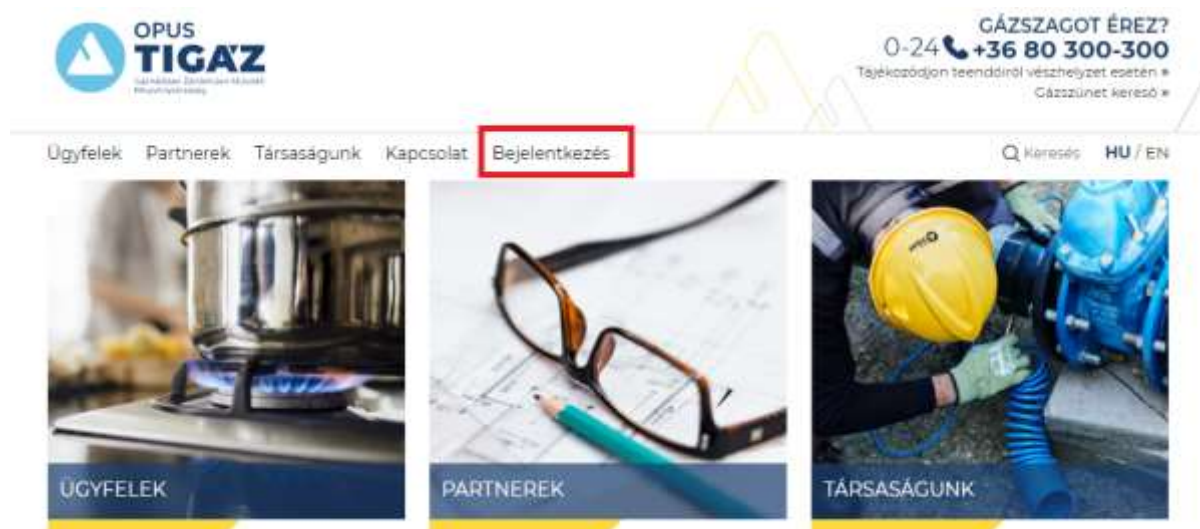 OPUS
TIGÁZ
GÁZSZAGOT ÉREZ?
0-24 +36 80 300-300
Tájékozódjon teendőiről vészhelyzet esetén »
Gázszünet kereső »
Ügyfelek Partnerek Társaságunk Kapcsolat Bejelentkezés
Keresés HU / EN
ÜGYFELEK
PARTNEREK
TÁRSASÁGUNK